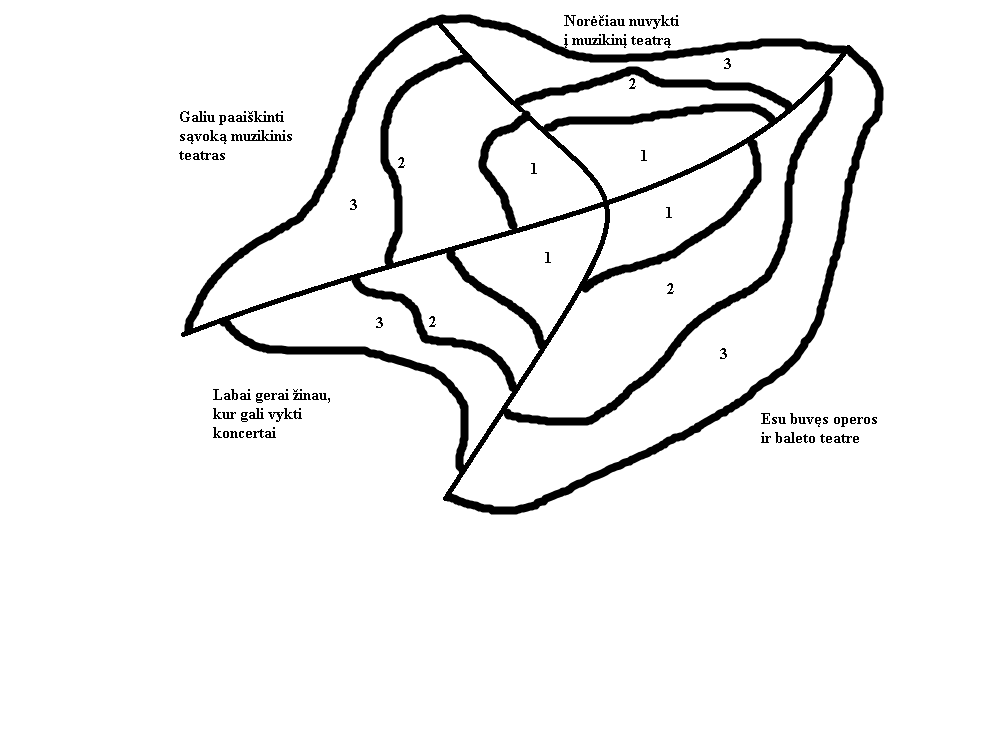 Norėčiau nuvykti
į muzikinį teatrą
3
2
Galiu paaiškinti
sąvoką muzikinis
teatras
2
1
1
3
1
1
2
3
2
3
Labai gerai žinau,
kur gali vykti
koncertai
Esu buvęs operos
ir baleto teatre